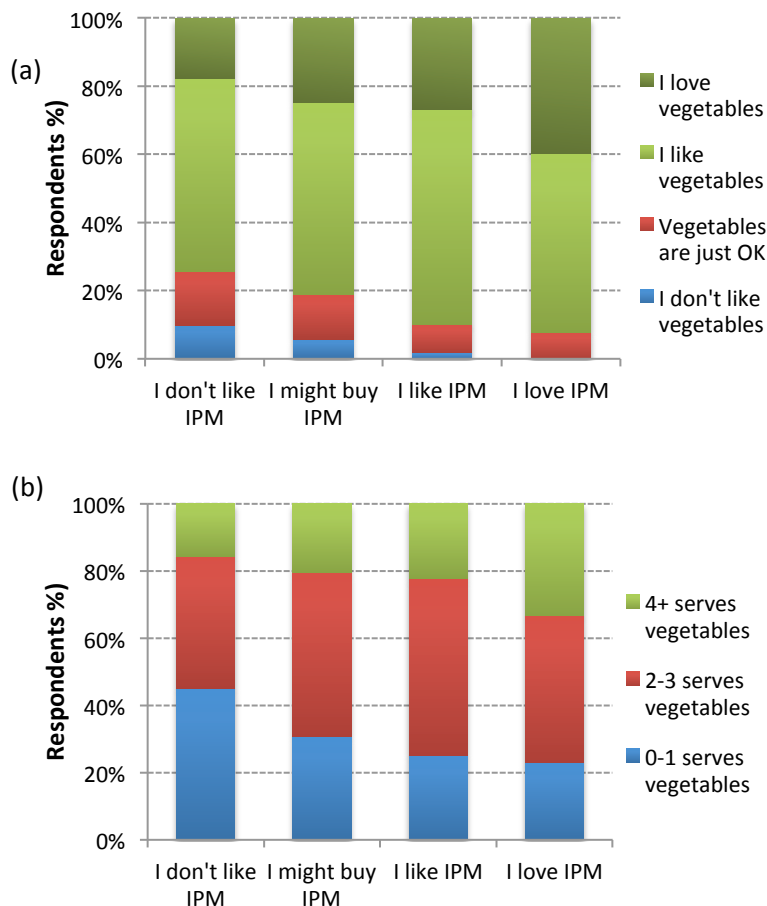 (a)
Respondents %)
100%
80%
60%
40%
20%
0%
I don't like
IPM
I might buy
IPM
I like IPM
I love IPM
I love
vegetables
I like
vegetables
Vegetables
are just OK
I don't like
vegetables
(b)
Respondents %)
100%
80%
60%
40%
20%
0%
I don't like
IPM
I might buy
IPM
I like IPM
I love IPM
4+ serves
vegetables
2-3 serves
vegetables
0-1 serves
vegetables